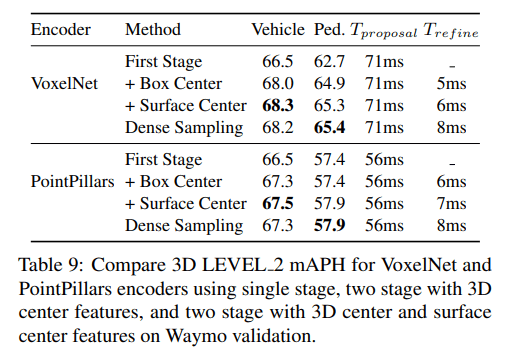 Encoder Method Vehicle Ped. T_proposal T_refine
First Stage 66.5 62.7 71ms -
VoxelNet + Box Center 68.0 64.9 71ms 5ms
+ Surface Center 68.3 65.3 71ms 6ms
Dense Sampling 68.2 65.4 71ms 8ms
First Stage 66.5 57.4 56ms -
PointPillars + Box Center 67.3 57.4 56ms 6ms
+ Surface Center 67.5 57.9 56ms 7ms
Dense Sampling 67.3 57.9 56ms 8ms
Table 9: Compare 3D LEVEL_2 mAPH for VoxelNet and
PointPillars encoders using single stage, two stage with 3D
center features, and two stage with 3D center and surface
center features on Waymo validation.